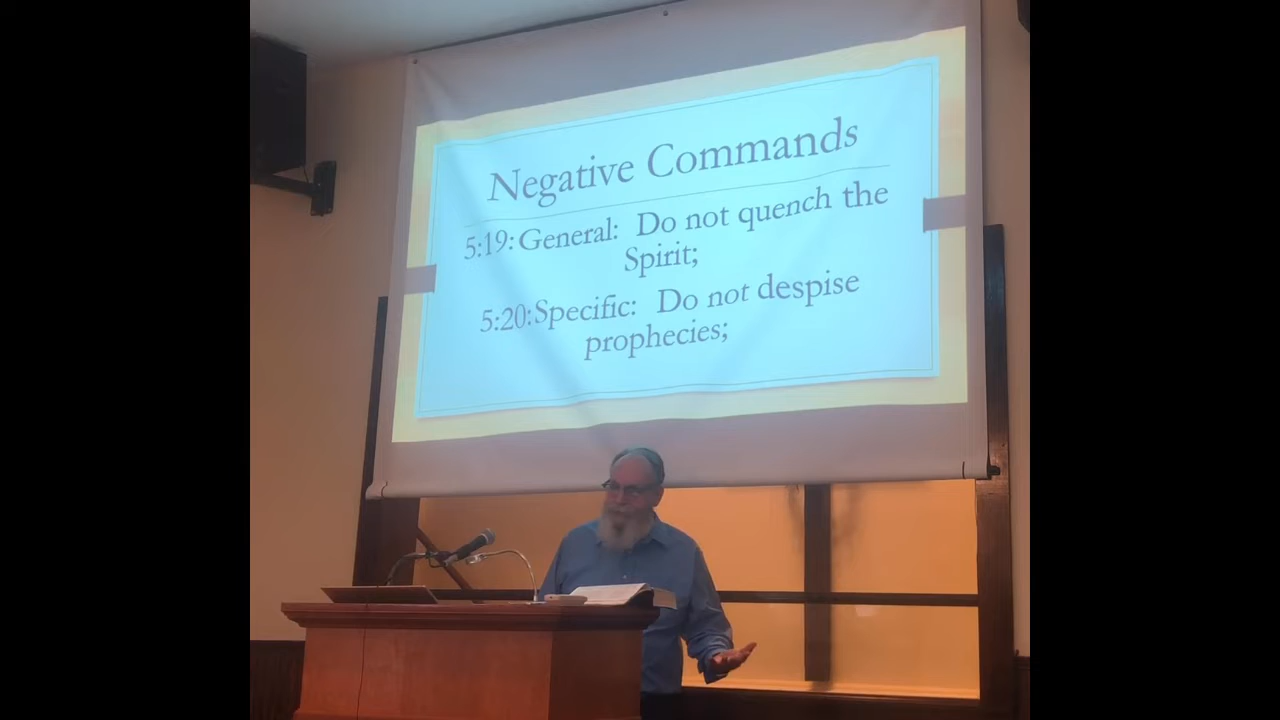 Negative Commands
5:19: General: Do not quench the
Spirit;
5:20: Specific: Do not despise
prophecies;